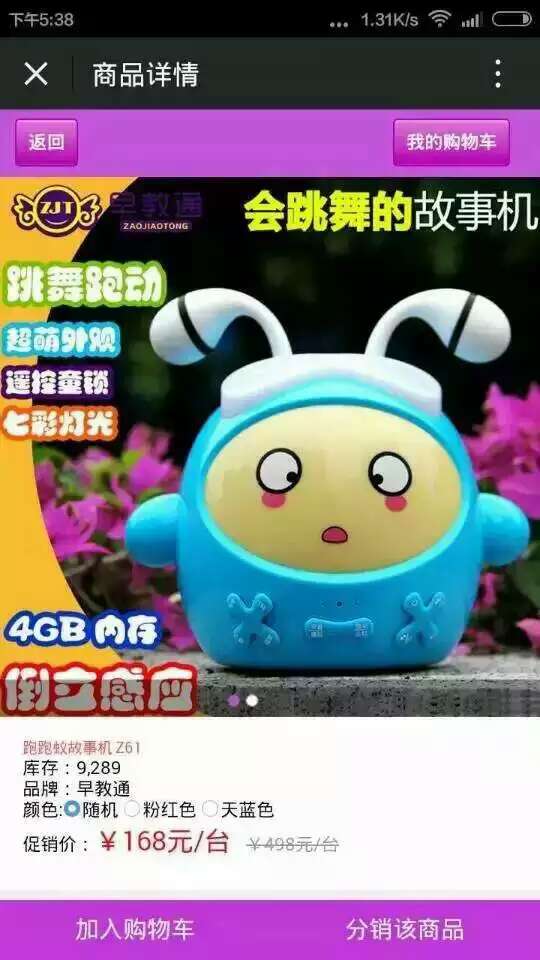 下午5:38
... 1.31K/s
商品详情
返回
我的购物车
ZJT 早教通
ZAOJIAOTONG
会跳舞的故事机
跳舞跑动
超萌外观
遥控童锁
七彩灯光
4GB 内存
倒立感应
跑跑蚁故事机 Z61
库存：9,289
品牌：早教通
颜色:随机 粉红色 天蓝色
促销价：￥168元/台 ￥498元/台
加入购物车
分销该商品